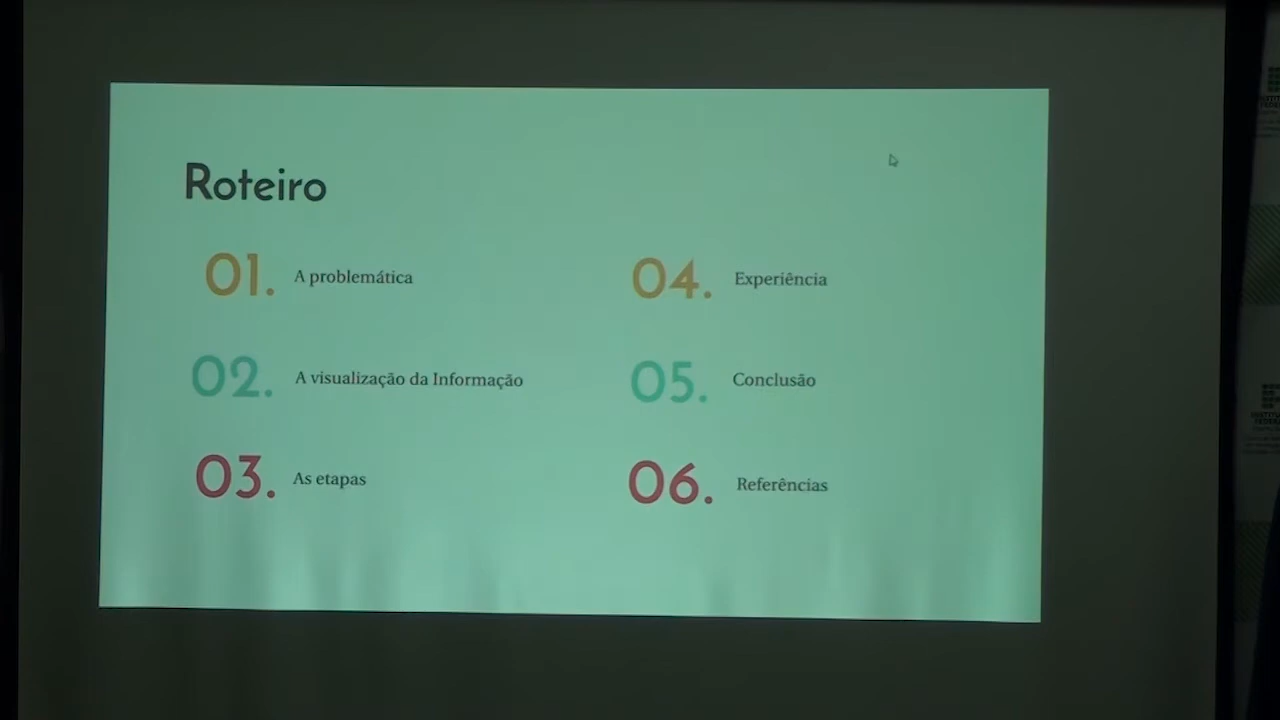 Roteiro
01. A problemática
02. A visualização da Informação
03. As etapas
04. Experiência
05. Conclusão
06. Referências